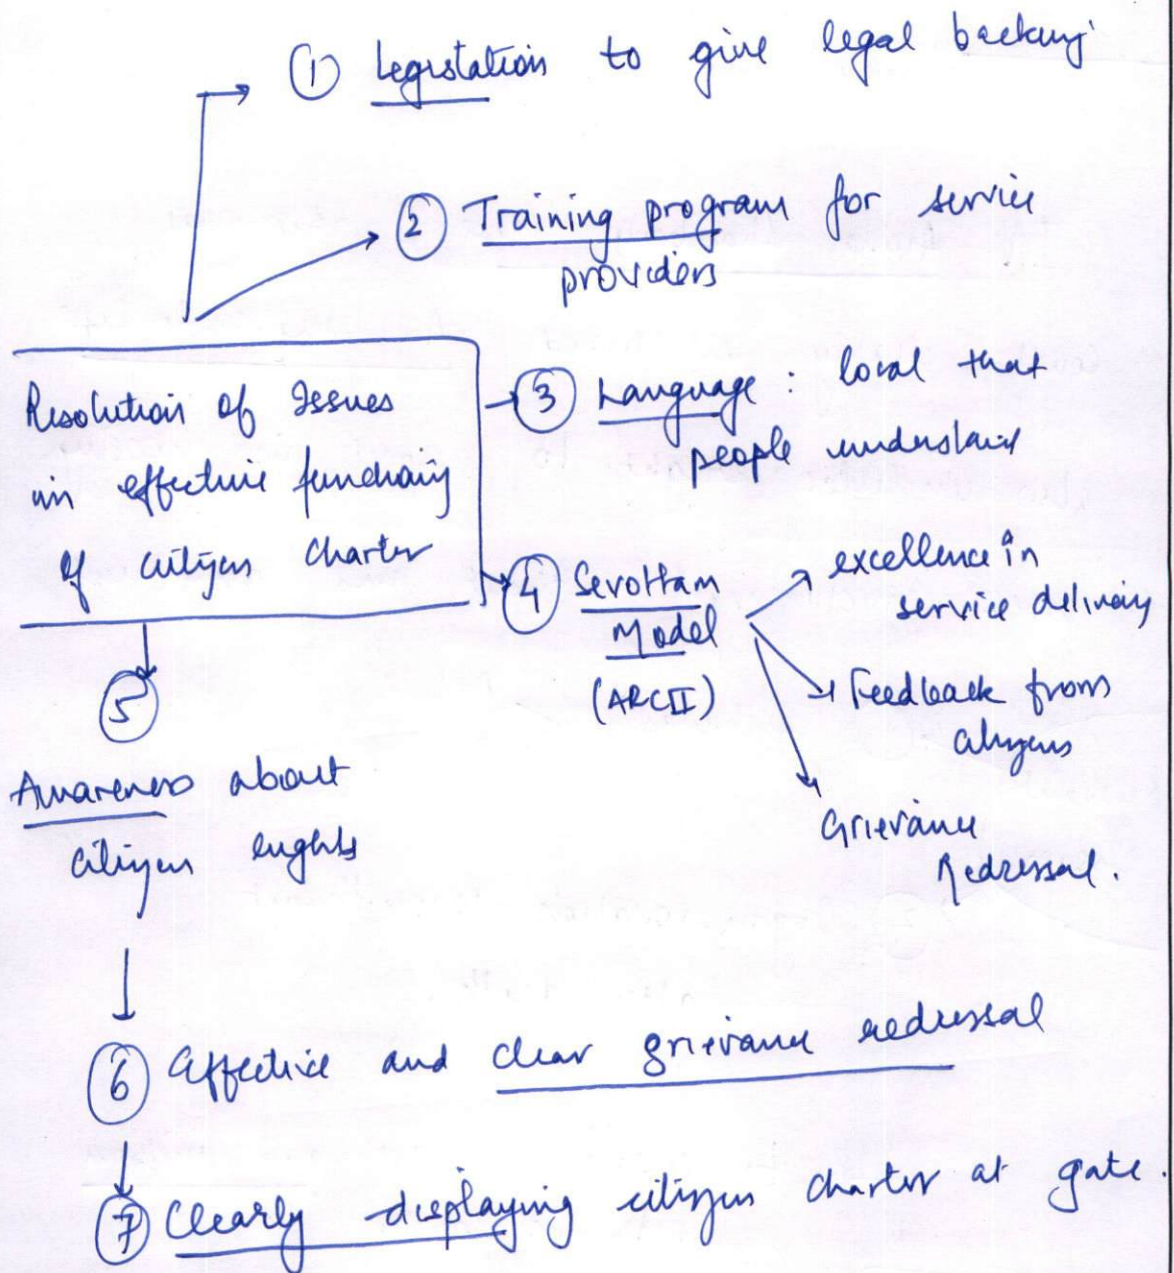 ① Legislation to give legal backing
② Training program for service
providers
Resolution of Issues
in effective functioning
of citizen charter
③ Language : local that
people understand
④ Sevottam
Model
(ARCII)
excellence in
service delivery
Feedback from
citizens
Grievance
Redressal.
⑤
Awareness about
citizen rights
⑥ Effective and clear grievance redressal
⑦ Clearly displaying citizen charter at gate.